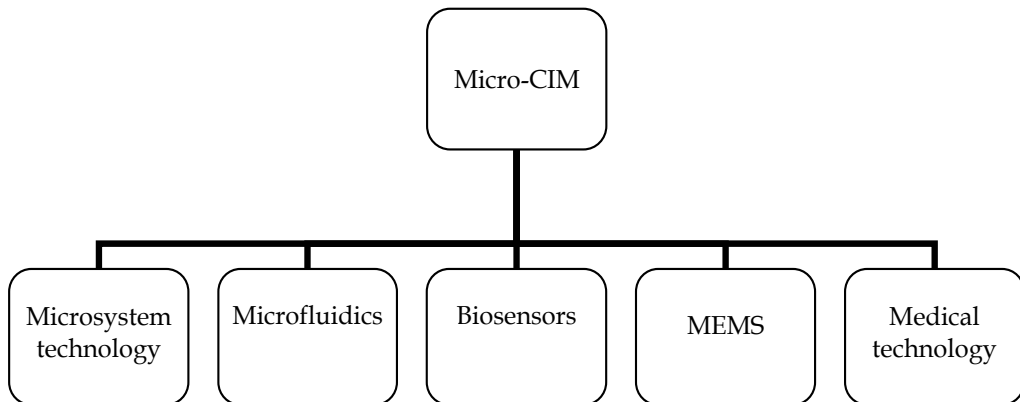 Micro-CIM
Microsystem
technology
Microfluidics
Biosensors
MEMS
Medical
technology